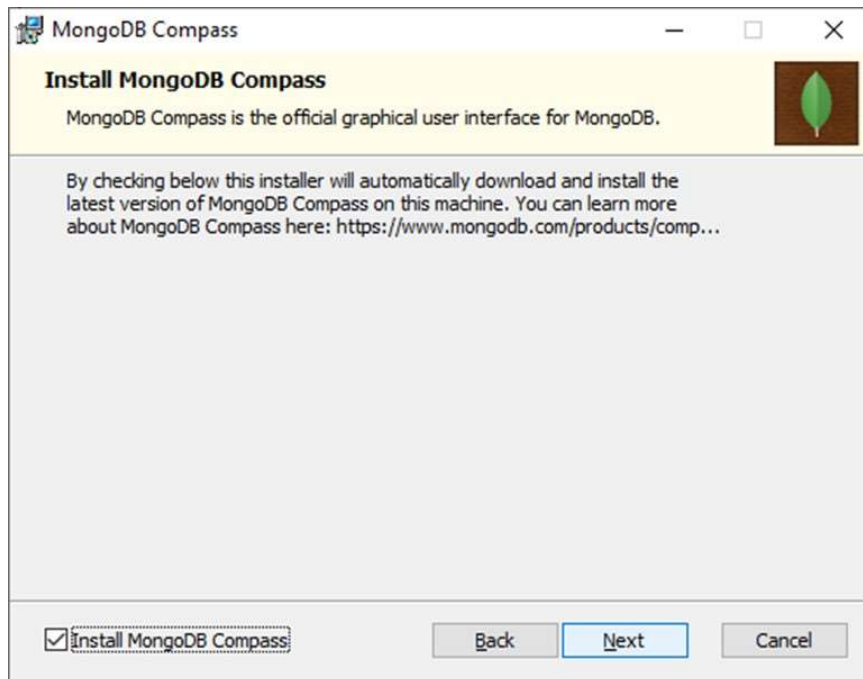 MongoDB Compass
Install MongoDB Compass
MongoDB Compass is the official graphical user interface for MongoDB.
By checking below this installer will automatically download and install the
latest version of MongoDB Compass on this machine. You can learn more
about MongoDB Compass here: https://www.mongodb.com/products/comp...
Install MongoDB Compass
Back
Next
Cancel